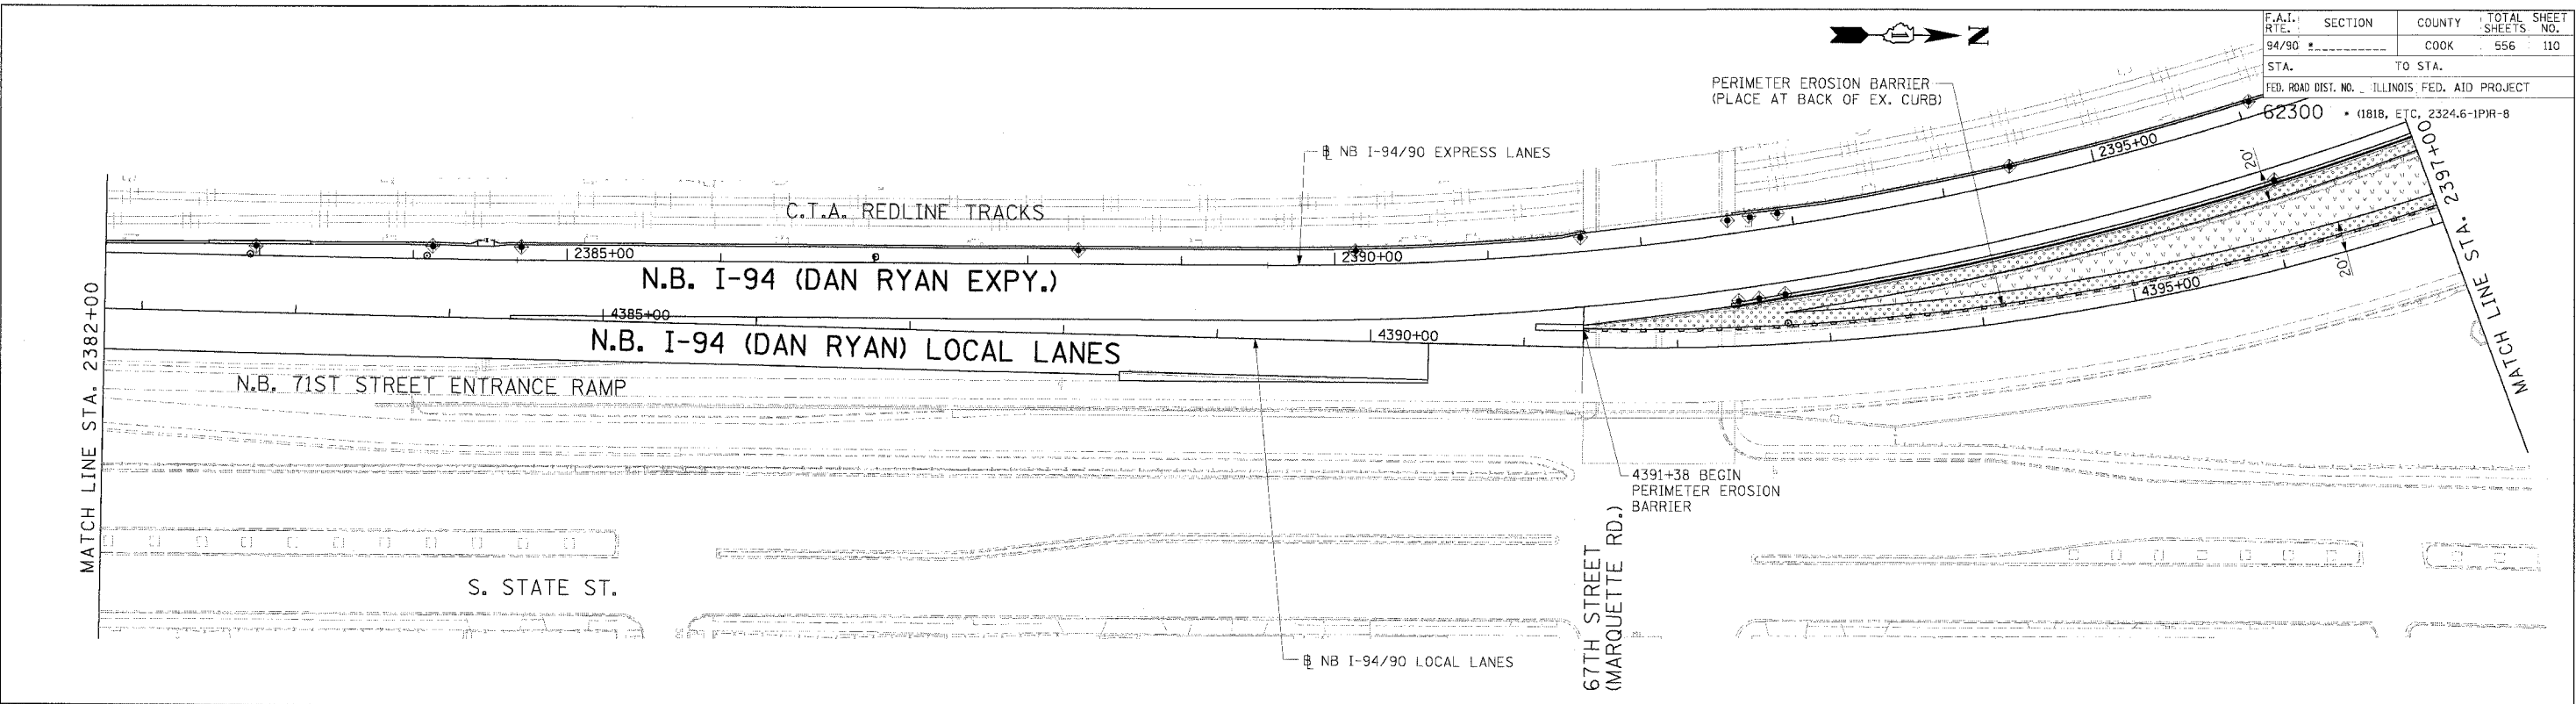 F.A.I. RTE. SECTION COUNTY TOTAL SHEETS SHEET NO.
94/90 * COOK 556 110
STA. TO STA.
FED. ROAD DIST. NO. _ ILLINOIS FED. AID PROJECT
62300 * (1818, ETC, 2324.6-1P)R-8
N
PERIMETER EROSION BARRIER
(PLACE AT BACK OF EX. CURB)
℄ NB I-94/90 EXPRESS LANES
2395+00
20'
C.T.A. REDLINE TRACKS
2385+00
2390+00
N.B. I-94 (DAN RYAN EXPY.)
4385+00
4390+00
4395+00
20'
N.B. I-94 (DAN RYAN) LOCAL LANES
N.B. 71ST STREET ENTRANCE RAMP
MATCH LINE STA. 2382+00
MATCH LINE STA. 2397+00
4391+38 BEGIN
PERIMETER EROSION
BARRIER
67TH STREET
(MARQUETTE RD.)
S. STATE ST.
℄ NB I-94/90 LOCAL LANES